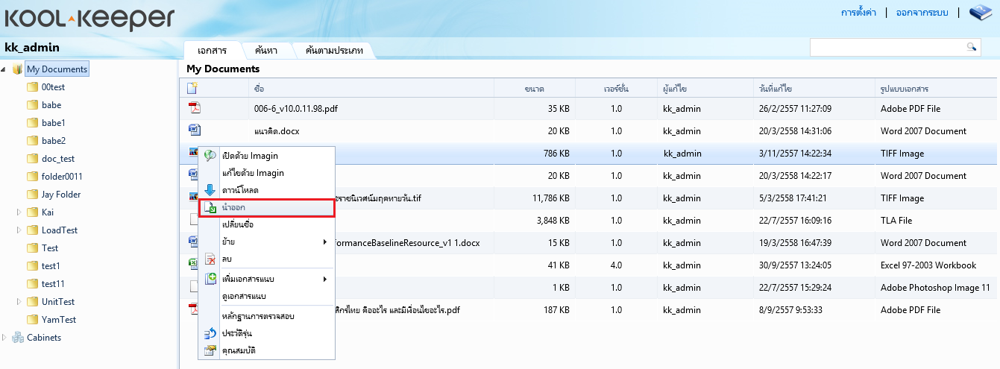 KOOL-KEEPER
การตั้งค่า | ออกจากระบบ |
kk_admin
เอกสาร ค้นหา ค้นตามประเภท
My Documents
00test
babe
babe1
babe2
doc_test
folder0011
Jay Folder
Kai
LoadTest
Test
test1
test11
UnitTest
YamTest
Cabinets
My Documents
ชื่อ ขนาด เวอร์ชั่น ผู้แก้ไข วันที่แก้ไข รูปแบบเอกสาร
006-6_v10.0.11.98.pdf 35 KB 1.0 kk_admin 26/2/2557 11:27:09 Adobe PDF File
แนวคิด.docx 20 KB 1.0 kk_admin 20/3/2558 14:31:06 Word 2007 Document
786 KB 1.0 kk_admin 3/11/2557 14:22:34 TIFF Image
20 KB 1.0 kk_admin 20/3/2558 14:22:17 Word 2007 Document
ะราชนิเวศน์มฤคทายวัน.tif 11,786 KB 1.0 kk_admin 5/3/2558 17:41:21 TIFF Image
3,848 KB 1.0 kk_admin 22/7/2557 16:09:16 TLA File
formanceBaselineResource_v1 1.docx 15 KB 1.0 kk_admin 19/3/2558 16:47:39 Word 2007 Document
41 KB 4.0 kk_admin 30/9/2557 13:24:05 Excel 97-2003 Workbook
1 KB 1.0 kk_admin 22/7/2557 15:29:24 Adobe Photoshop Image 11
สิกรไทย คืออะไร และมีเงื่อนไขอะไร.pdf 187 KB 1.0 kk_admin 8/9/2557 9:53:33 Adobe PDF File
เปิดด้วย Imagin
แก้ไขด้วย Imagin
ดาวน์โหลด
นำออก
เปลี่ยนชื่อ
ย้าย
ลบ
เพิ่มเอกสารแนบ
ดูเอกสารแนบ
หลักฐานการตรวจสอบ
ประวัติรุ่น
คุณสมบัติ